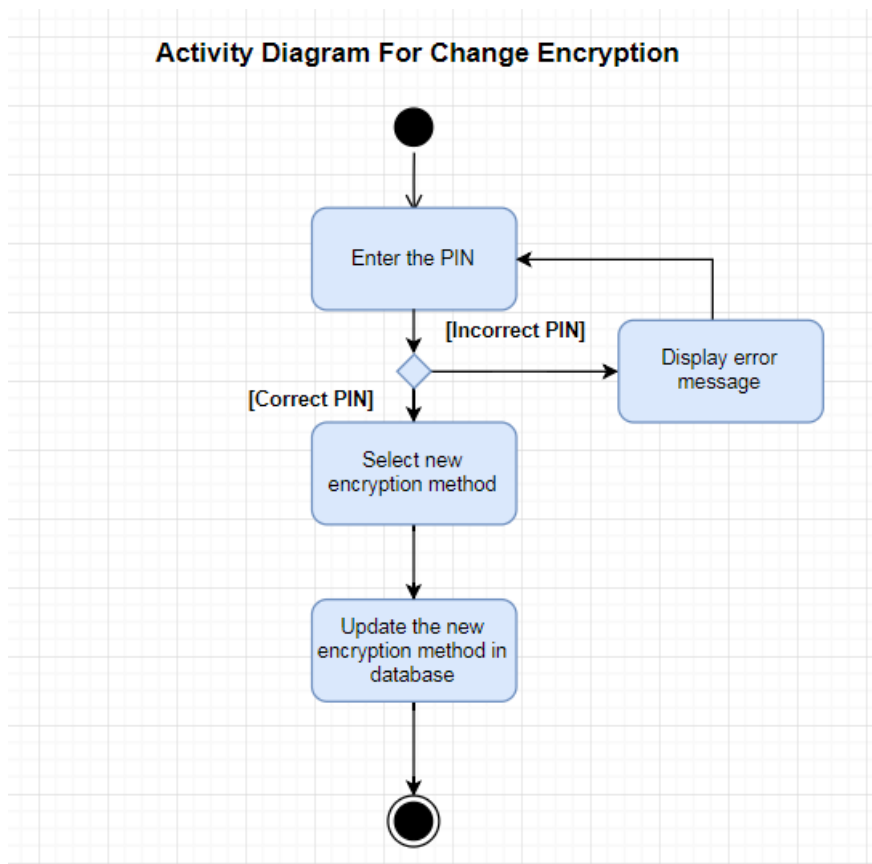 Activity Diagram For Change Encryption
Enter the PIN
[Incorrect PIN]
Display error
message
[Correct PIN]
Select new
encryption method
Update the new
encryption method in
database